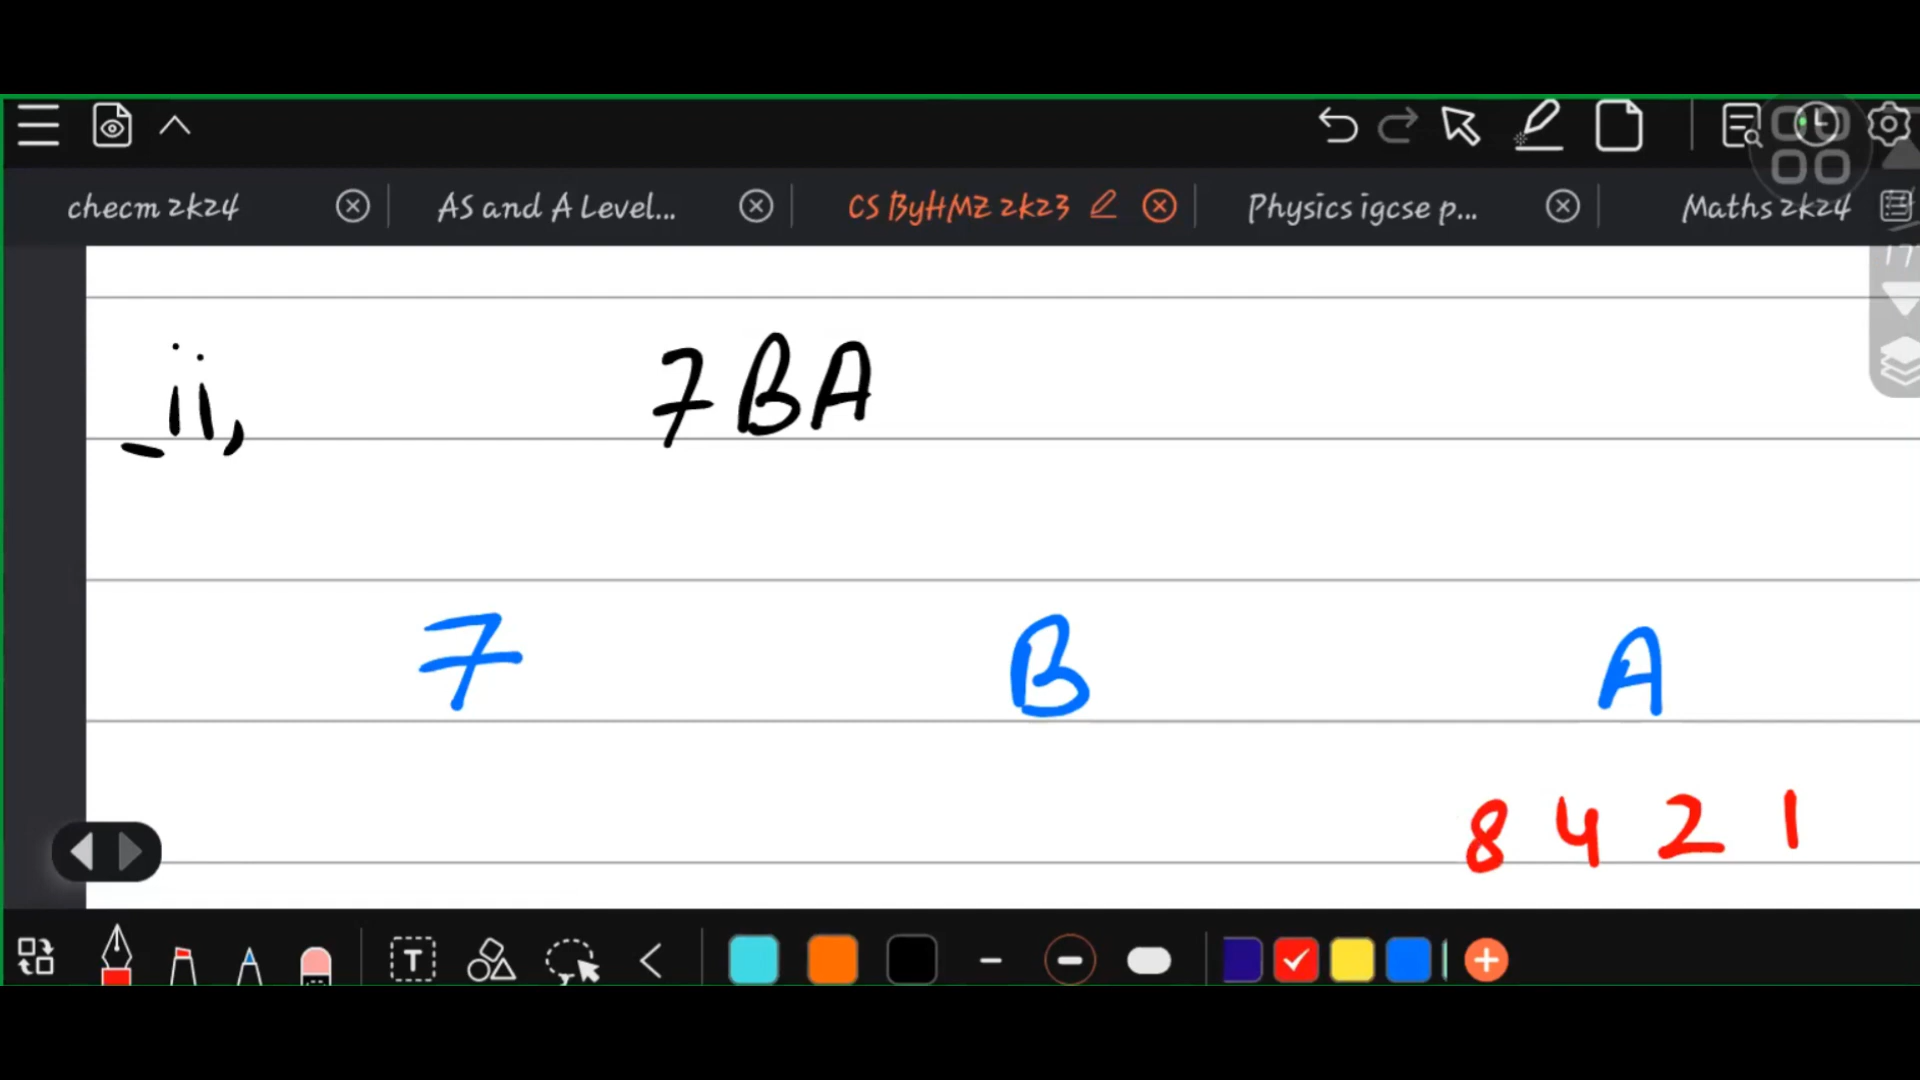 checm 2k24 AS and A Level... CS ByHMZ 2k23 Physics igcse p... Maths 2k24
17
ii, 7BA
7 B A
8 4 2 1
T